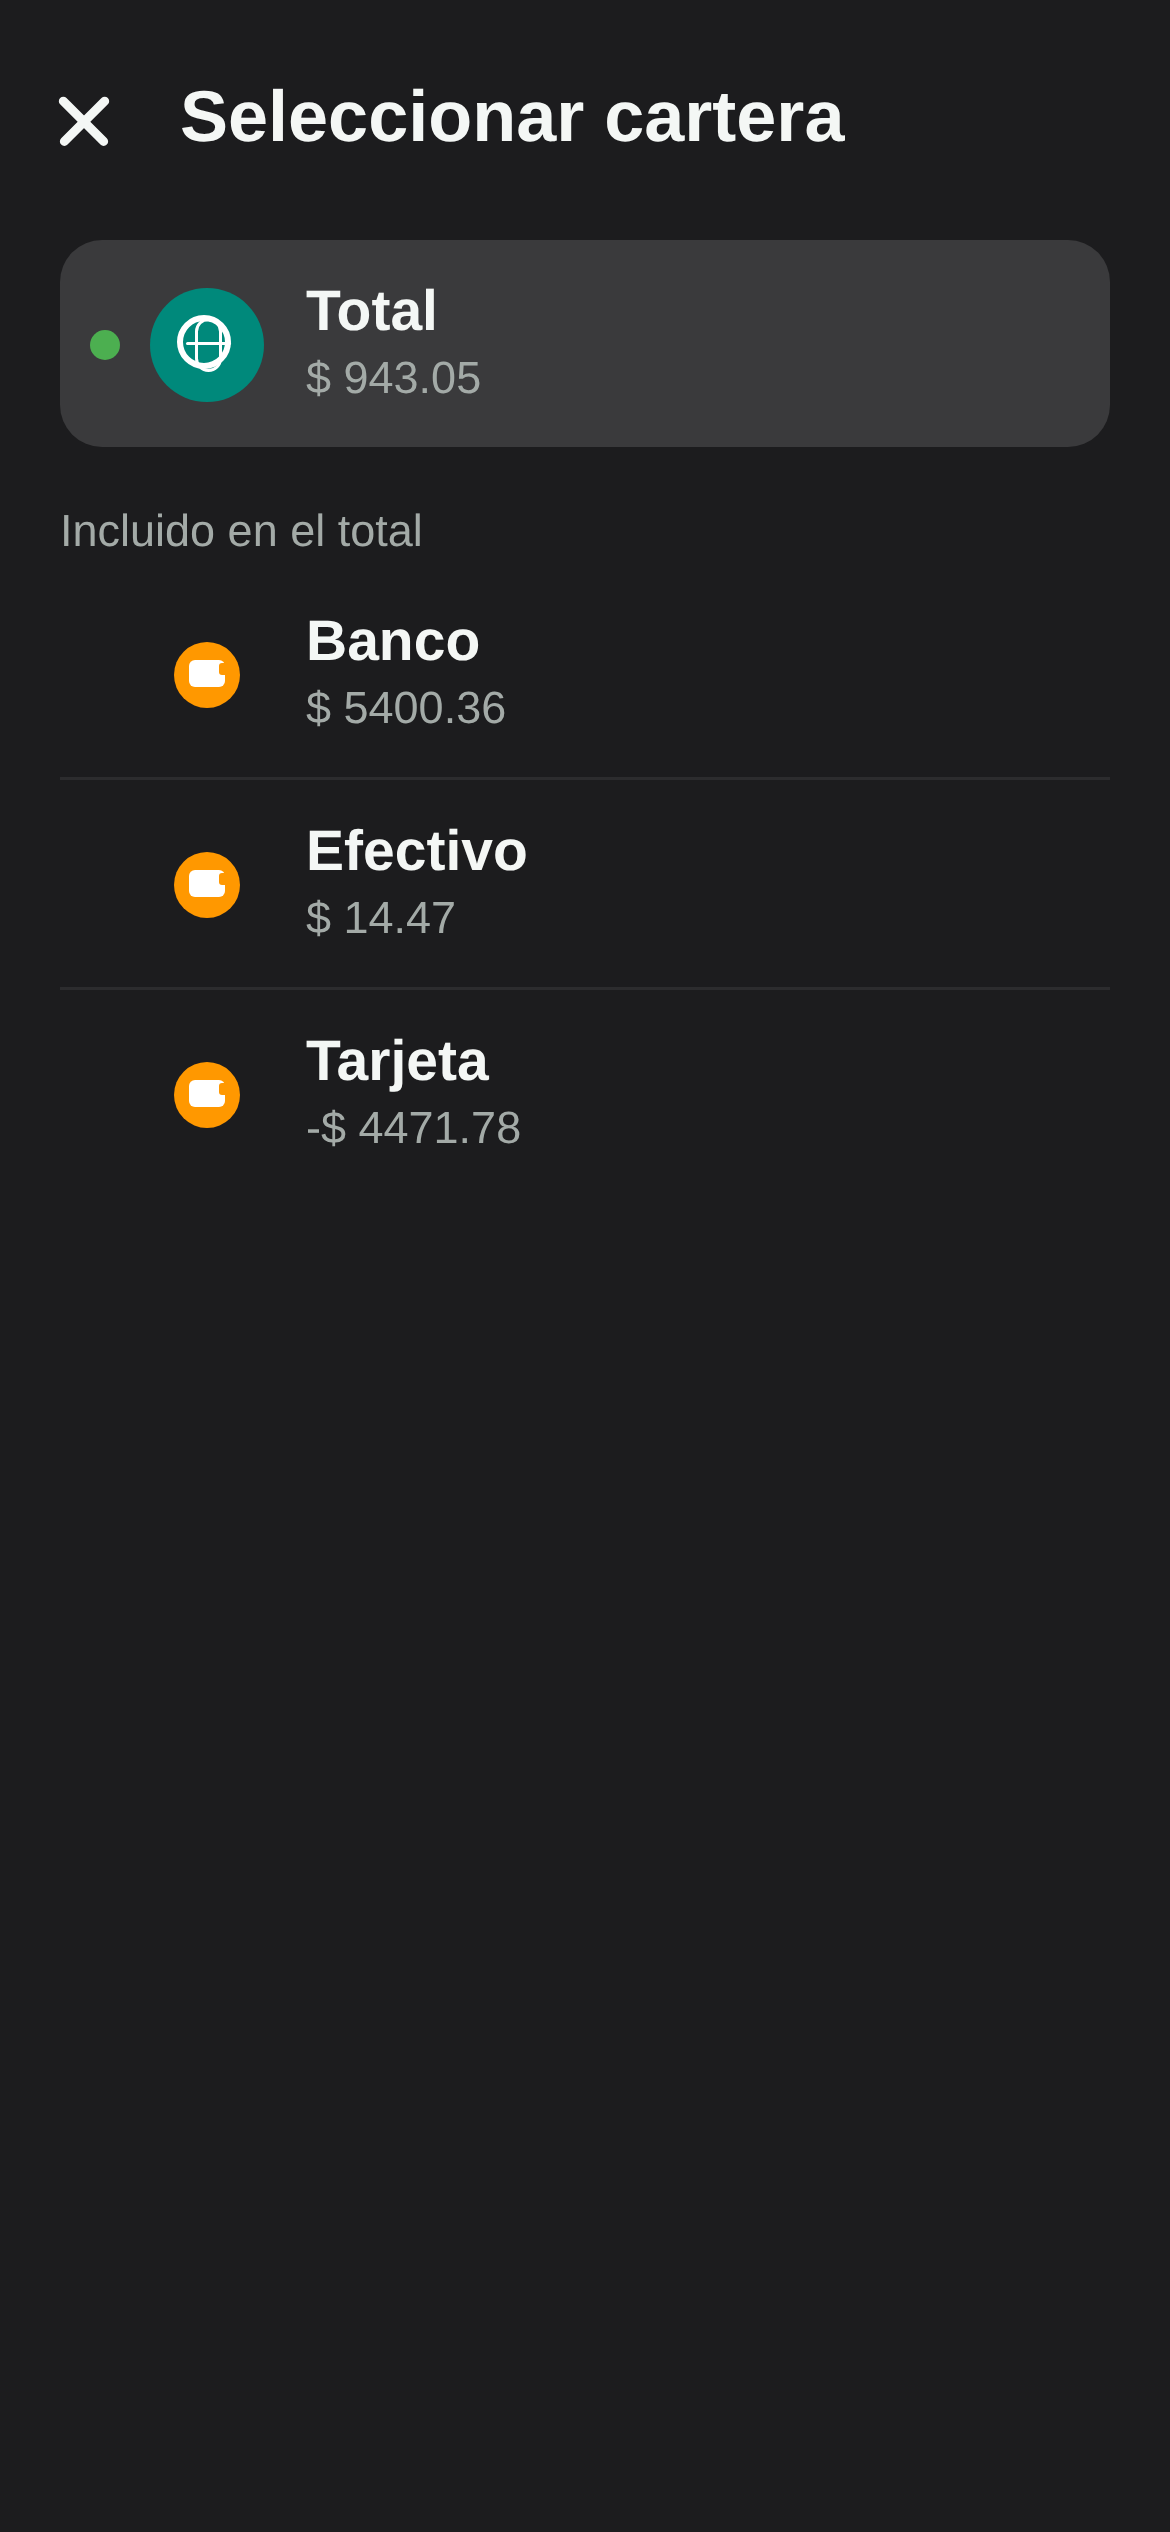 Seleccionar cartera
Total
$ 943.05
Incluido en el total
Banco
$ 5400.36
Efectivo
$ 14.47
Tarjeta
-$ 4471.78